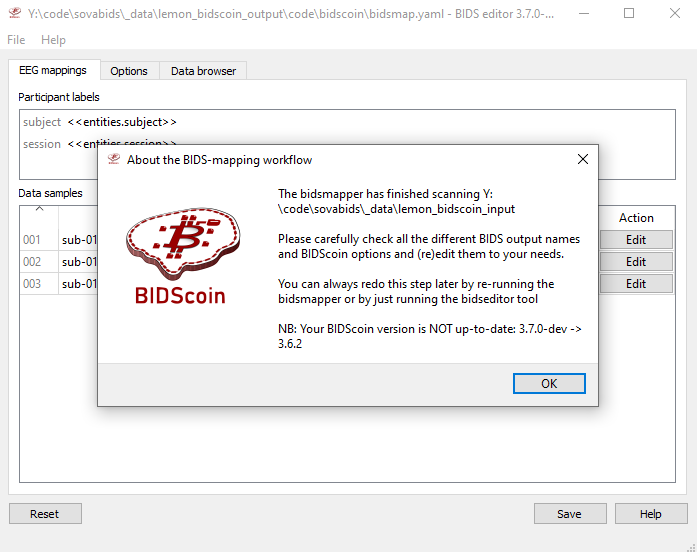 Y:\code\sovabids\_data\lemon_bidscoin_output\code\bidscoin\bidsmap.yaml - BIDS editor 3.7.0-...
File Help
EEG mappings Options Data browser
Participant labels
subject <<entities.subject>>
session <<entities.session>>
Data samples
Action
001 sub-01 Edit
002 sub-01 Edit
003 sub-01 Edit
About the BIDS-mapping workflow
BIDScoin
The bidsmapper has finished scanning Y:
\code\sovabids\_data\lemon_bidscoin_input
Please carefully check all the different BIDS output names
and BIDScoin options and (re)edit them to your needs.
You can always redo this step later by re-running the
bidsmapper or by just running the bidseditor tool
NB: Your BIDScoin version is NOT up-to-date: 3.7.0-dev ->
3.6.2
OK
Reset Save Help